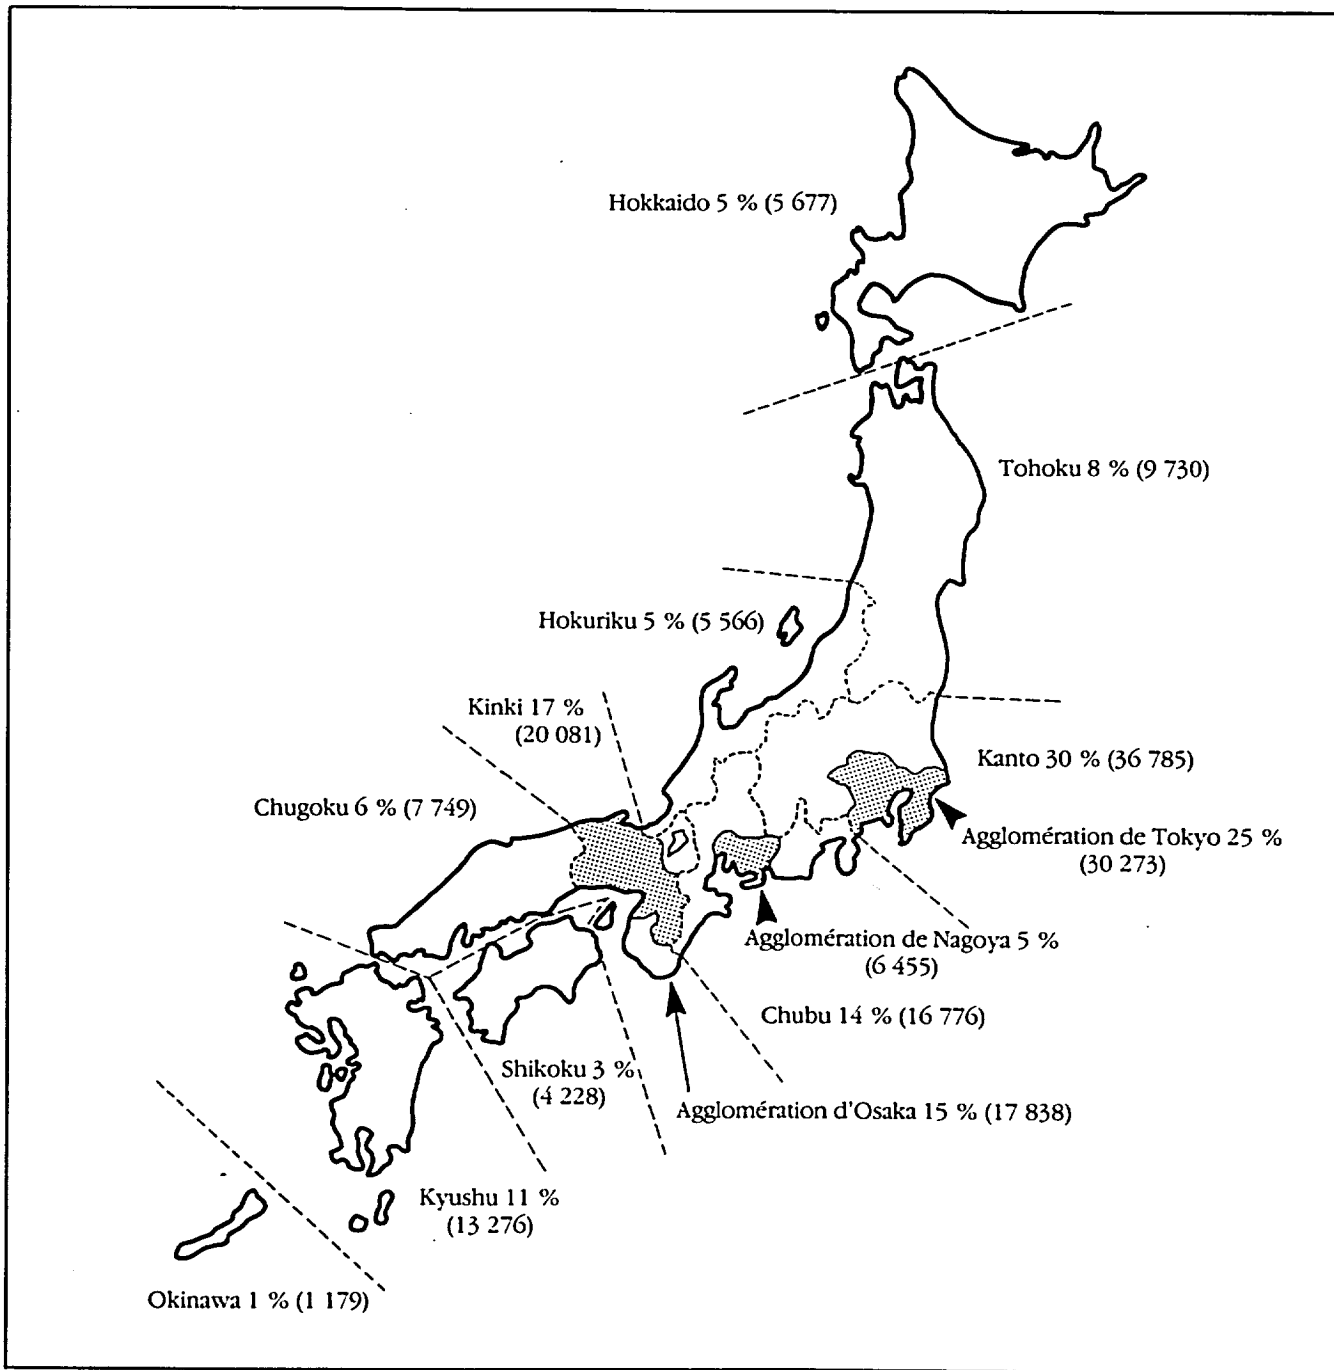 Hokkaido 5 % (5 677)
Tohoku 8 % (9 730)
Hokuriku 5 % (5 566)
Kinki 17 %
(20 081)
Kanto 30 % (36 785)
Chugoku 6 % (7 749)
Agglomération de Tokyo 25 %
(30 273)
Agglomération de Nagoya 5 %
(6 455)
Chubu 14 % (16 776)
Shikoku 3 %
(4 228)
Agglomération d'Osaka 15 % (17 838)
Kyushu 11 %
(13 276)
Okinawa 1 % (1 179)